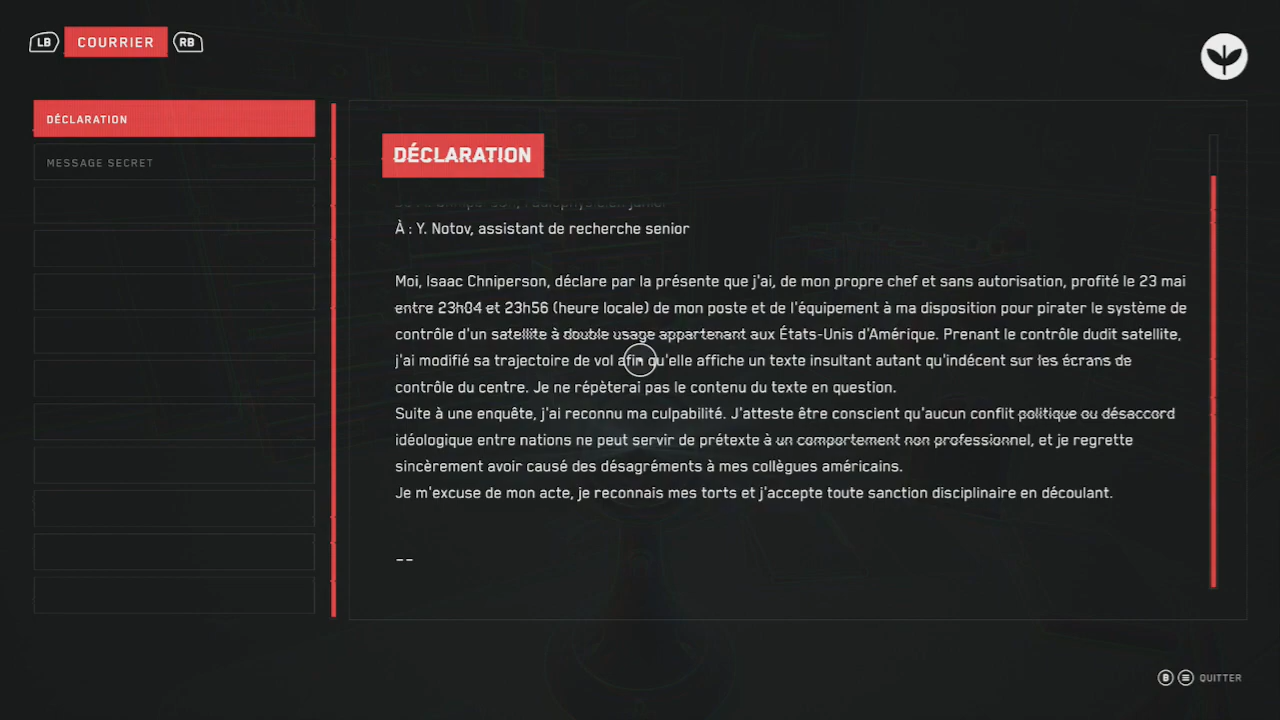 LB COURRIER RB
DÉCLARATION
MESSAGE SECRET
DÉCLARATION
À : Y. Notov, assistant de recherche senior
Moi, Isaac Chniperson, déclare par la présente que j'ai, de mon propre chef et sans autorisation, profité le 23 mai
entre 23h04 et 23h56 (heure locale) de mon poste et de l'équipement à ma disposition pour pirater le système de
contrôle d'un satellite à double usage appartenant aux États-Unis d'Amérique. Prenant le contrôle dudit satellite,
j'ai modifié sa trajectoire de vol afin qu'elle affiche un texte insultant autant qu'indécent sur les écrans de
contrôle du centre. Je ne répèterai pas le contenu du texte en question.
Suite à une enquête, j'ai reconnu ma culpabilité. J'atteste être conscient qu'aucun conflit politique ou désaccord
idéologique entre nations ne peut servir de prétexte à un comportement non professionnel, et je regrette
sincèrement avoir causé des désagréments à mes collègues américains.
Je m'excuse de mon acte, je reconnais mes torts et j'accepte toute sanction disciplinaire en découlant.
--
B QUITTER